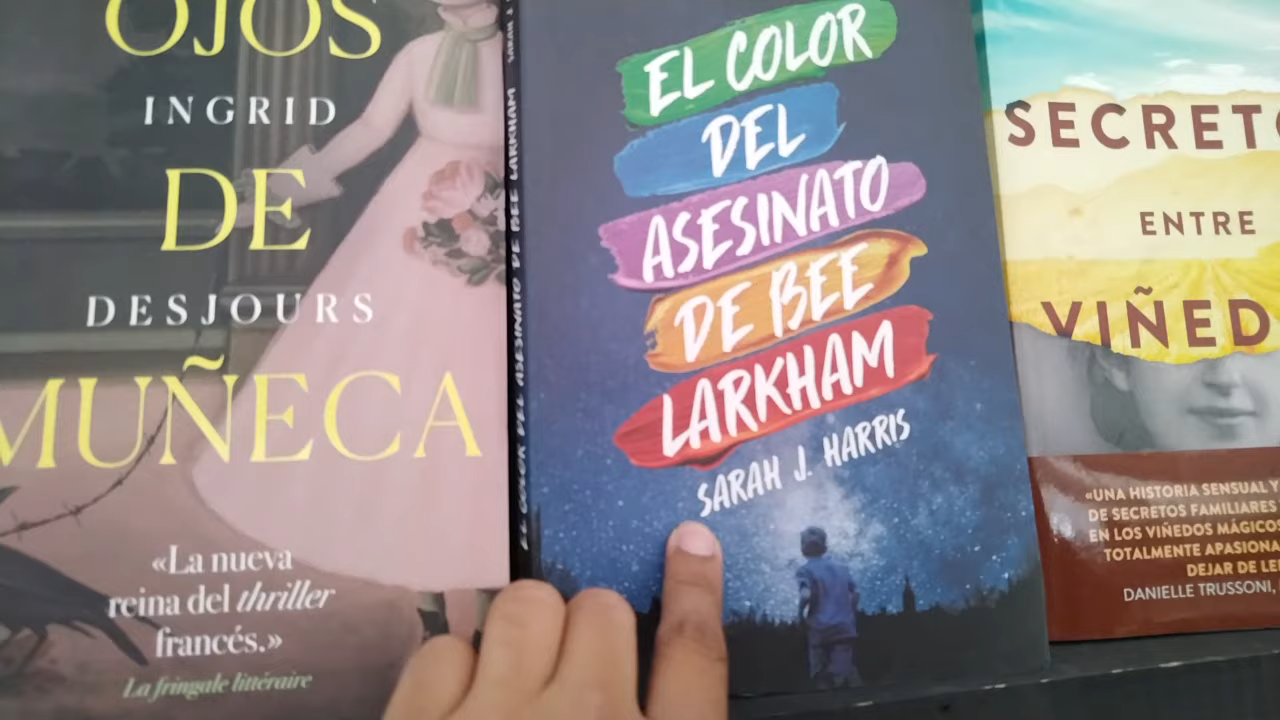 OJOS
INGRID
DE
DESJOURS
MUÑECA
«La nueva
reina del thriller
francés.»
La fringale littéraire
EL COLOR DEL ASESINATO DE BEE LARKHAM
SARAH J.
EL COLOR
DEL
ASESINATO
DE BEE
LARKHAM
SARAH J. HARRIS
SECRETO
ENTRE
VIÑED
«UNA HISTORIA SENSUAL Y
DE SECRETOS FAMILIARES
EN LOS VIÑEDOS MÁGICO
TOTALMENTE APASIONA
DEJAR DE LE
DANIELLE TRUSSONI,